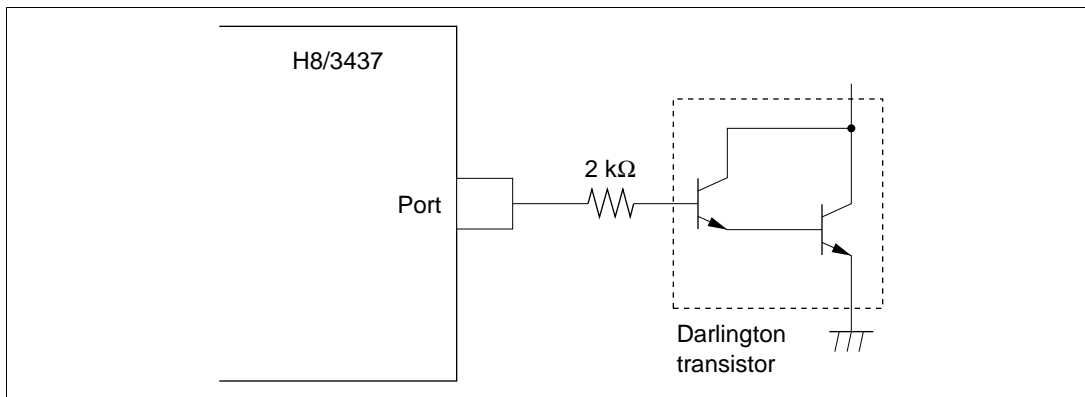 H8/3437
Port
2 kΩ
Darlington
transistor